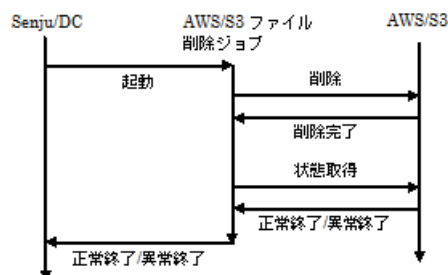 Senju/DC
AWS/S3 ファイル
削除ジョブ
AWS/S3
起動
削除
削除完了
状態取得
正常終了/異常終了
正常終了/異常終了